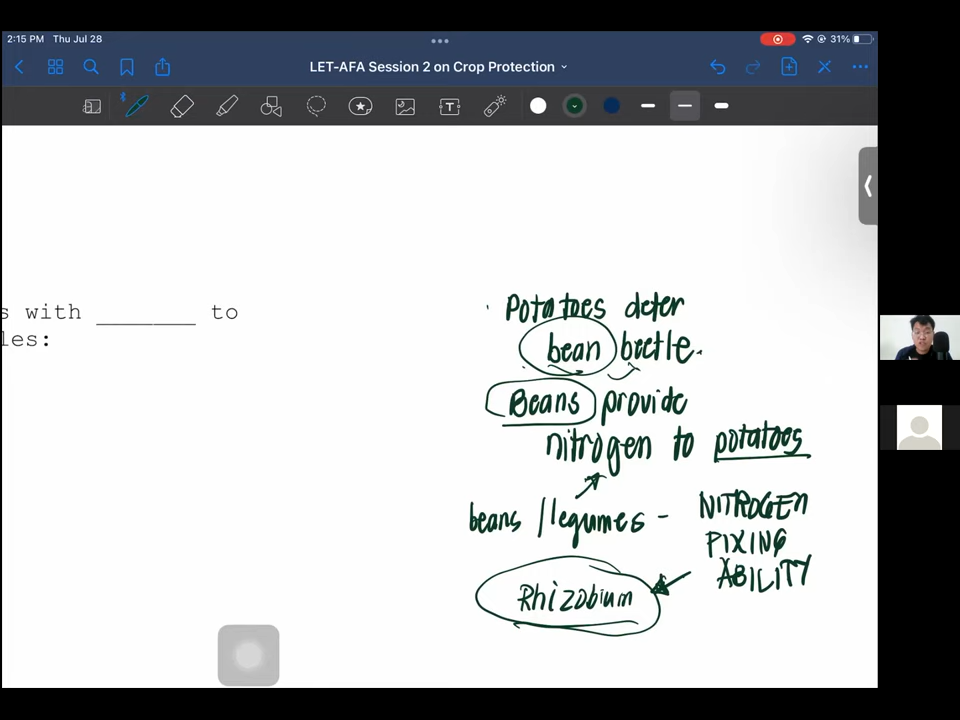 2:15 PM Thu Jul 28
31%
LET-AFA Session 2 on Crop Protection
s with _______ to
les:
Potatoes deter
bean beetle.
Beans provide
nitrogen to potatoes
beans / legumes - NITROGEN
FIXING
ABILITY
Rhizobium